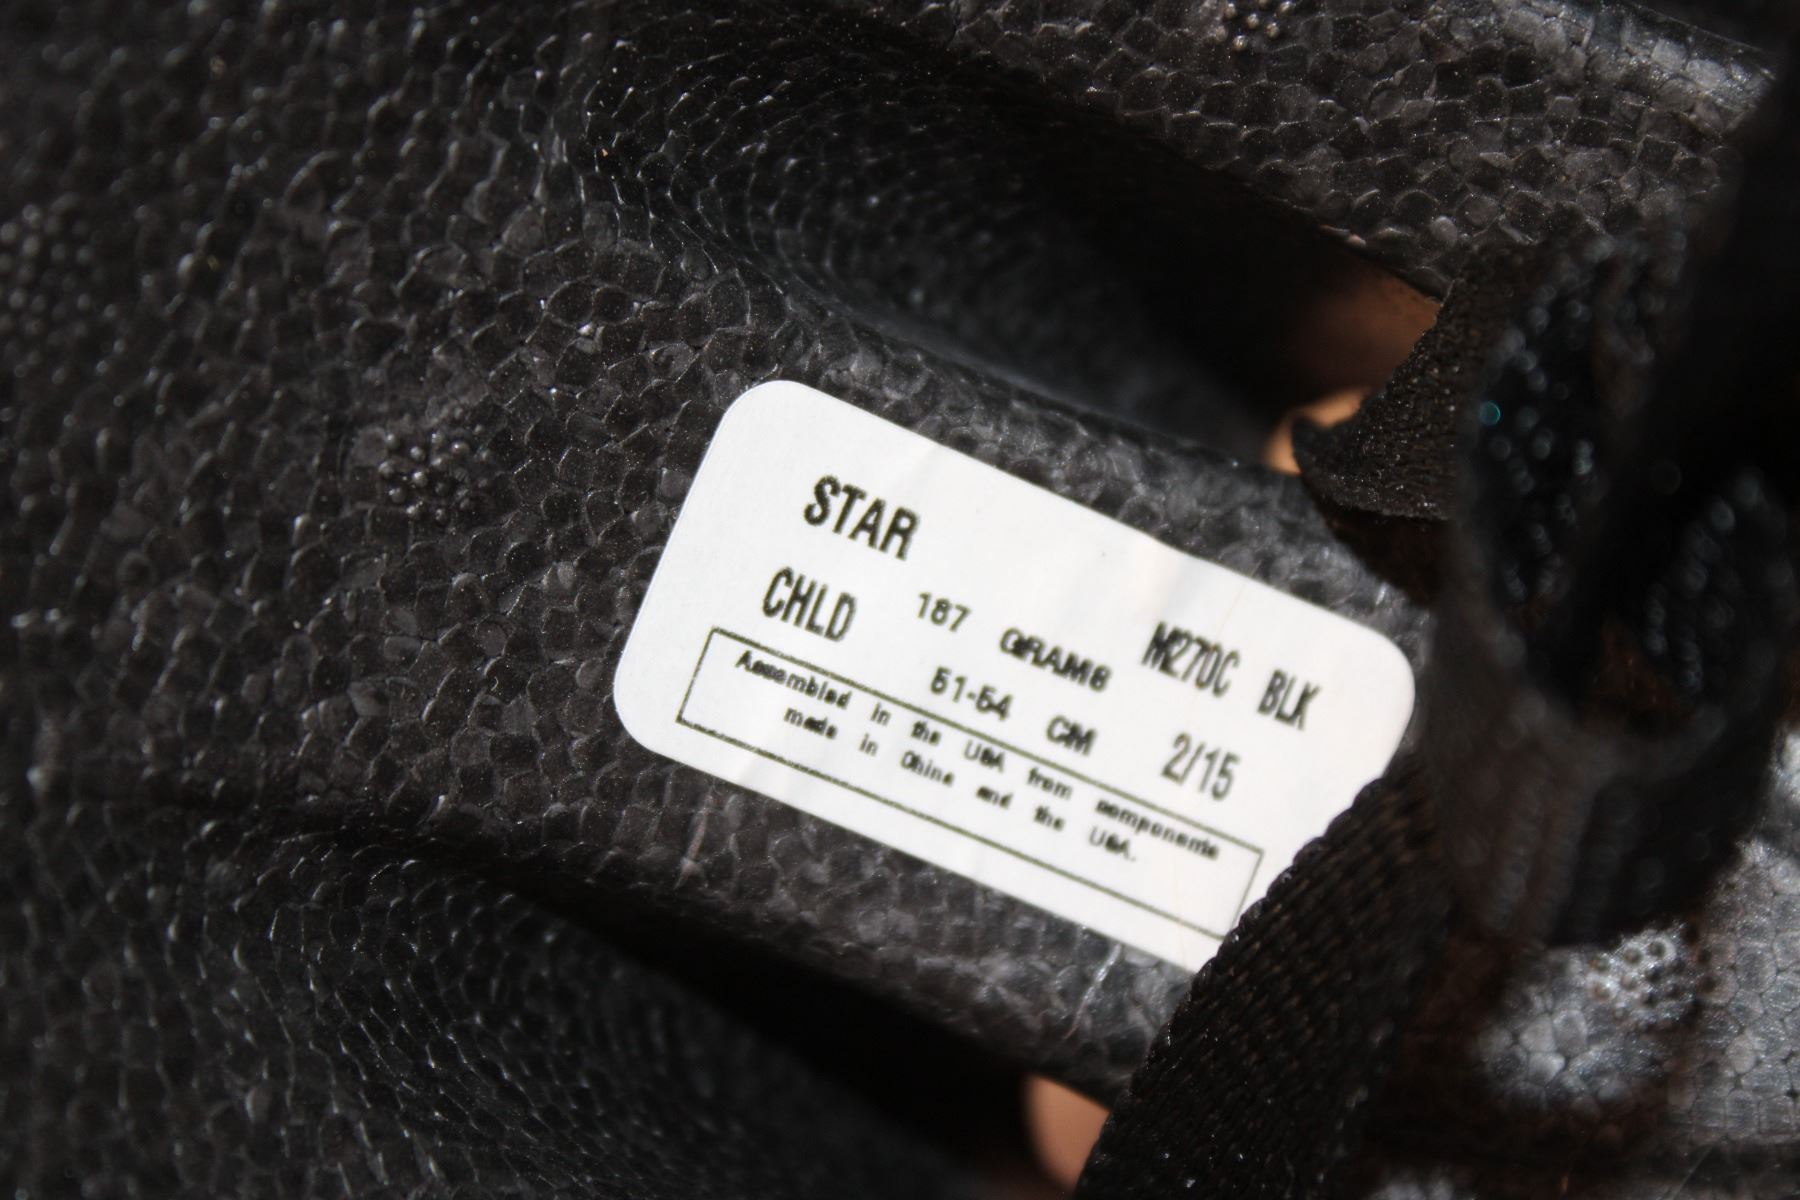 STAR
187 GRAMS M270C BLK
CHLD 51-54 CM 2/15
Assembled in the USA from components
made in China and the USA.